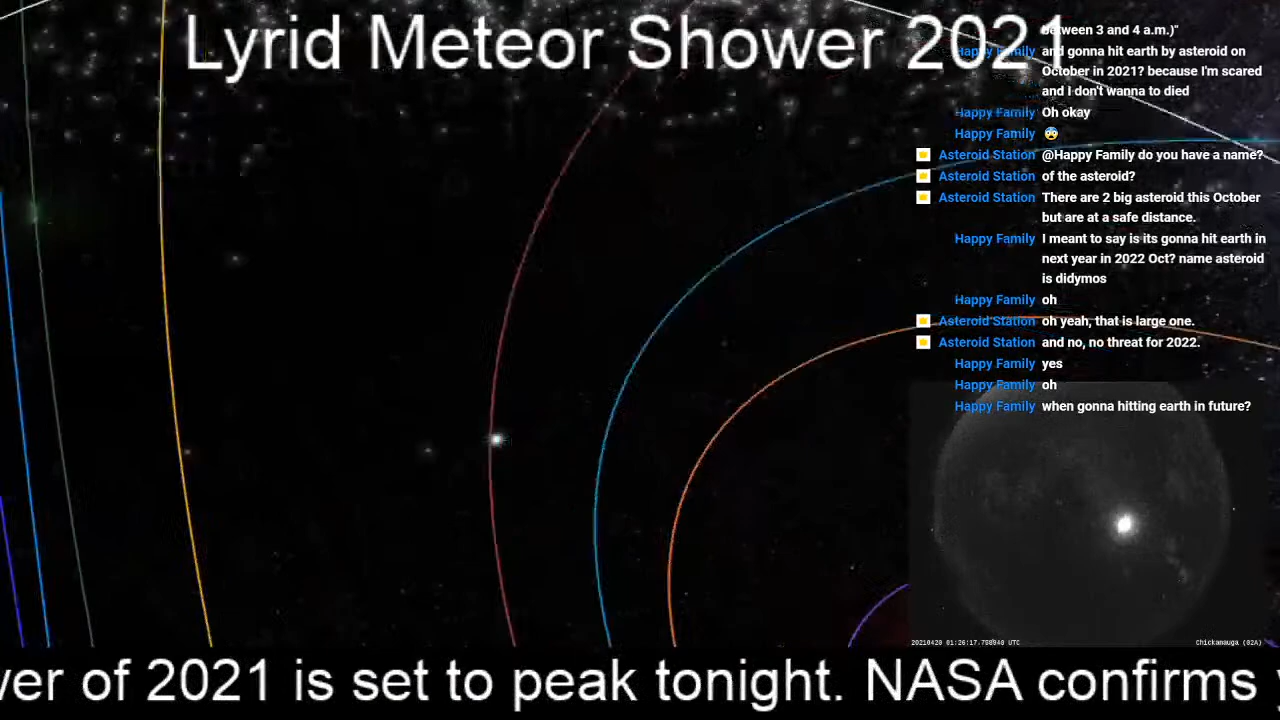 Lyrid Meteor Shower 2021
between 3 and 4 a.m.)"
Happy Family and gonna hit earth by asteroid on
October in 2021? because I'm scared
and I don't wanna to died
Happy Family Oh okay
Happy Family 😨
Asteroid Station @Happy Family do you have a name?
Asteroid Station of the asteroid?
Asteroid Station There are 2 big asteroid this October
but are at a safe distance.
Happy Family I meant to say is its gonna hit earth in
next year in 2022 Oct? name asteroid
is didymos
Happy Family oh
Asteroid Station oh yeah, that is large one.
Asteroid Station and no, no threat for 2022.
Happy Family yes
Happy Family oh
Happy Family when gonna hitting earth in future?
Chickamauga (02A)
wer of 2021 is set to peak tonight. NASA confirms